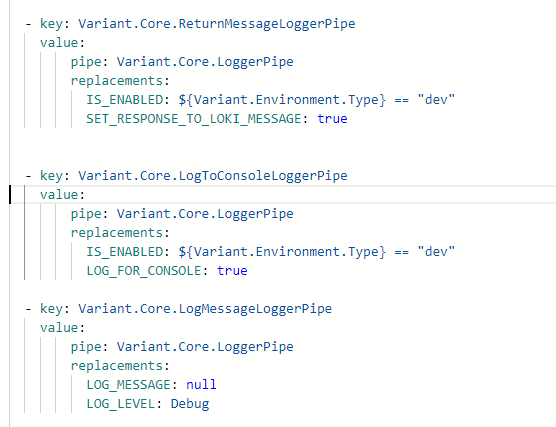 - key: Variant.Core.ReturnMessageLoggerPipe
  value:
      pipe: Variant.Core.LoggerPipe
      replacements:
        IS_ENABLED: ${Variant.Environment.Type} == "dev"
        SET_RESPONSE_TO_LOKI_MESSAGE: true
- key: Variant.Core.LogToConsoleLoggerPipe
  value:
      pipe: Variant.Core.LoggerPipe
      replacements:
        IS_ENABLED: ${Variant.Environment.Type} == "dev"
        LOG_FOR_CONSOLE: true
- key: Variant.Core.LogMessageLoggerPipe
  value:
      pipe: Variant.Core.LoggerPipe
      replacements:
        LOG_MESSAGE: null
        LOG_LEVEL: Debug